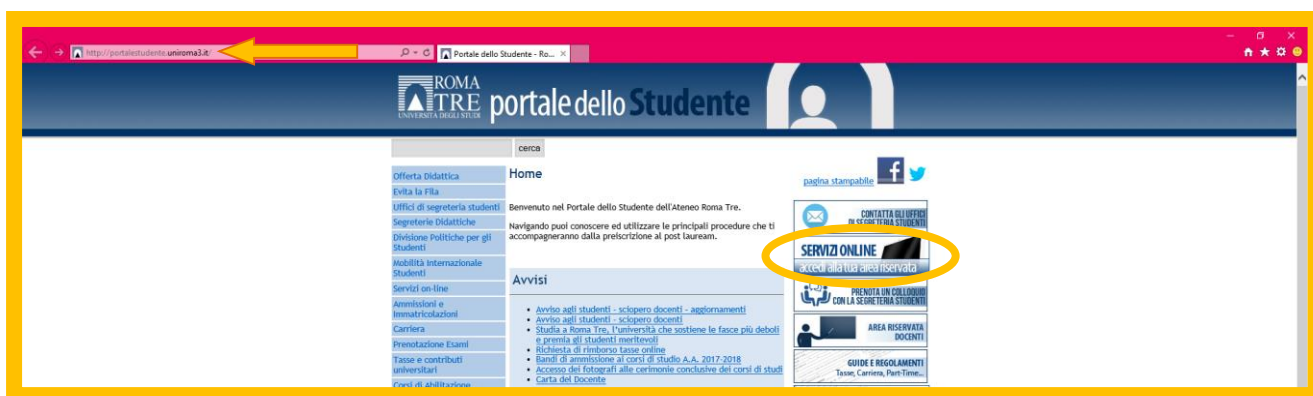 http://portalestudente.uniroma3.it/
Portale dello Studente - Ro...
ROMA
TRE
UNIVERSITÀ DEGLI STUDI
portale dello Studente
cerca
Offerta Didattica
Evita la Fila
Uffici di segreteria studenti
Segreterie Didattiche
Divisione Politiche per gli
Studenti
Mobilità Internazionale
Studenti
Servizi on-line
Ammissioni e
Immatricolazioni
Carriera
Prenotazione Esami
Tasse e contributi
universitari
Corsi di Abilitazione
Home
Benvenuto nel Portale dello Studente dell'Ateneo Roma Tre.
Navigando puoi conoscere ed utilizzare le principali procedure che ti
accompagneranno dalla preiscrizione al post lauream.
Avvisi
Avviso agli studenti - sciopero docenti - aggiornamenti
Avviso agli studenti - sciopero docenti
Studia a Roma Tre, l'università che sostiene le fasce più deboli
e premia gli studenti meritevoli
Richiesta di rimborso tasse online
Bandi di ammissione ai corsi di studio A.A. 2017-2018
Accesso dei fotografi alle cerimonie conclusive dei corsi di studi
Carta del Docente
pagina stampabile
CONTATTA GLI UFFICI
DI SEGRETERIA STUDENTI
SERVIZI ONLINE
accedi alla tua area riservata
PRENOTA UN COLLOQUIO
CON LA SEGRETERIA STUDENTI
AREA RISERVATA
DOCENTI
GUIDE E REGOLAMENTI
Tasse, Carriera, Part-Time...